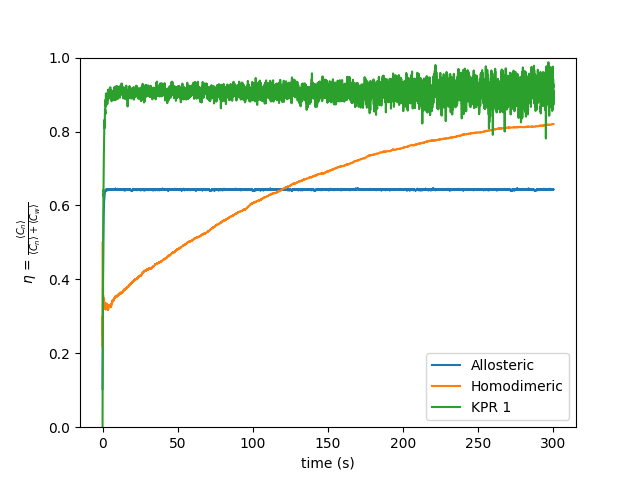 1.0
0.8
0.6
0.4
0.2
0.0
η = ⟨Cₙ⟩ / ⟨Cₙ⟩ + ⟨C_w⟩
0 50 100 150 200 250 300
time (s)
Allosteric
Homodimeric
KPR 1